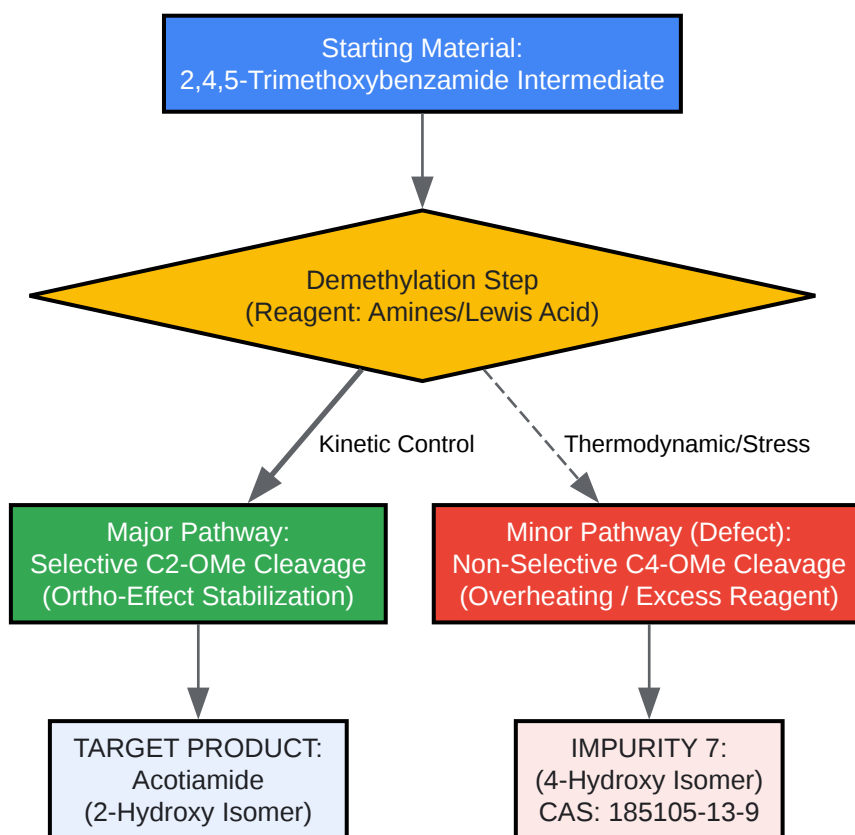 Starting Material:
2,4,5-Trimethoxybenzamide Intermediate
Demethylation Step
(Reagent: Amines/Lewis Acid)
Kinetic Control
Thermodynamic/Stress
Major Pathway:
Selective C2-OMe Cleavage
(Ortho-Effect Stabilization)
Minor Pathway (Defect):
Non-Selective C4-OMe Cleavage
(Overheating / Excess Reagent)
TARGET PRODUCT:
Acotiamide
(2-Hydroxy Isomer)
IMPURITY 7:
(4-Hydroxy Isomer)
CAS: 185105-13-9